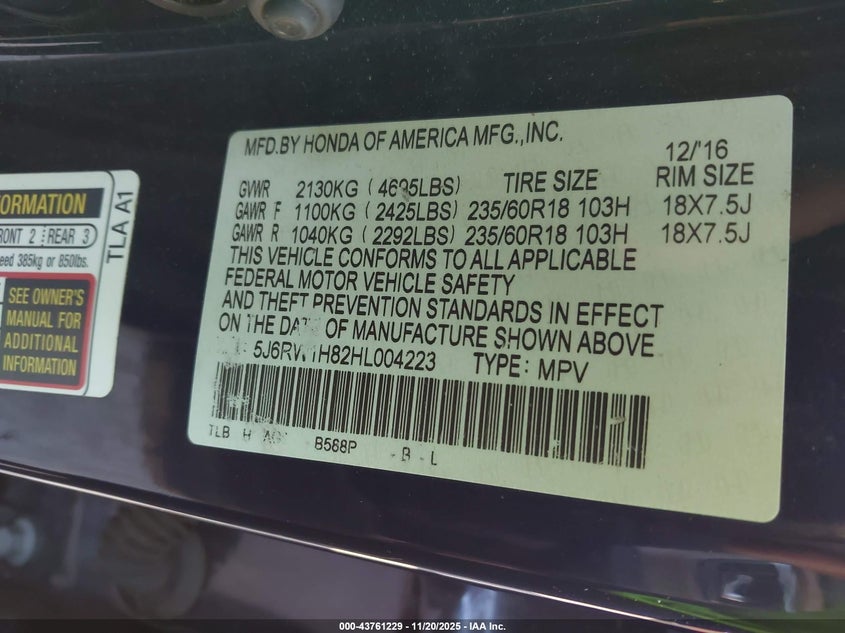 MFD.BY HONDA OF AMERICA MFG.,INC.
12/'16
GVWR 2130KG (4695LBS) TIRE SIZE RIM SIZE
GAWR F 1100KG (2425LBS) 235/60R18 103H 18X7.5J
GAWR R 1040KG (2292LBS) 235/60R18 103H 18X7.5J
THIS VEHICLE CONFORMS TO ALL APPLICABLE
FEDERAL MOTOR VEHICLE SAFETY
AND THEFT PREVENTION STANDARDS IN EFFECT
ON THE DATE OF MANUFACTURE SHOWN ABOVE
5J6RW1H82HL004223 TYPE: MPV
TLB H B568P B - L
ORMATION
RONT 2 REAR 3
eed 385kg or 850lbs.
SEE OWNER'S
MANUAL FOR
ADDITIONAL
INFORMATION
TLA A1
000-43761229 - 11/20/2025 - IAA Inc.